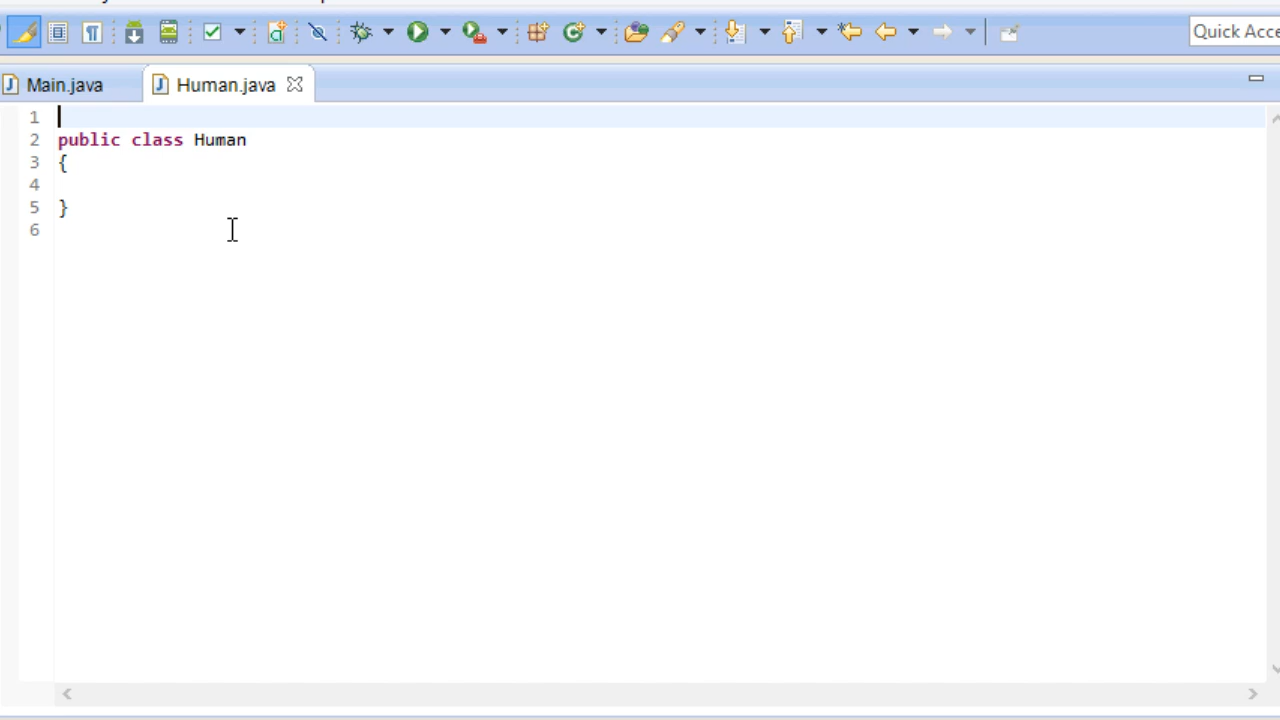 Quick Acce
Main.java
Human.java
1
2 public class Human
3 {
4
5 }
6